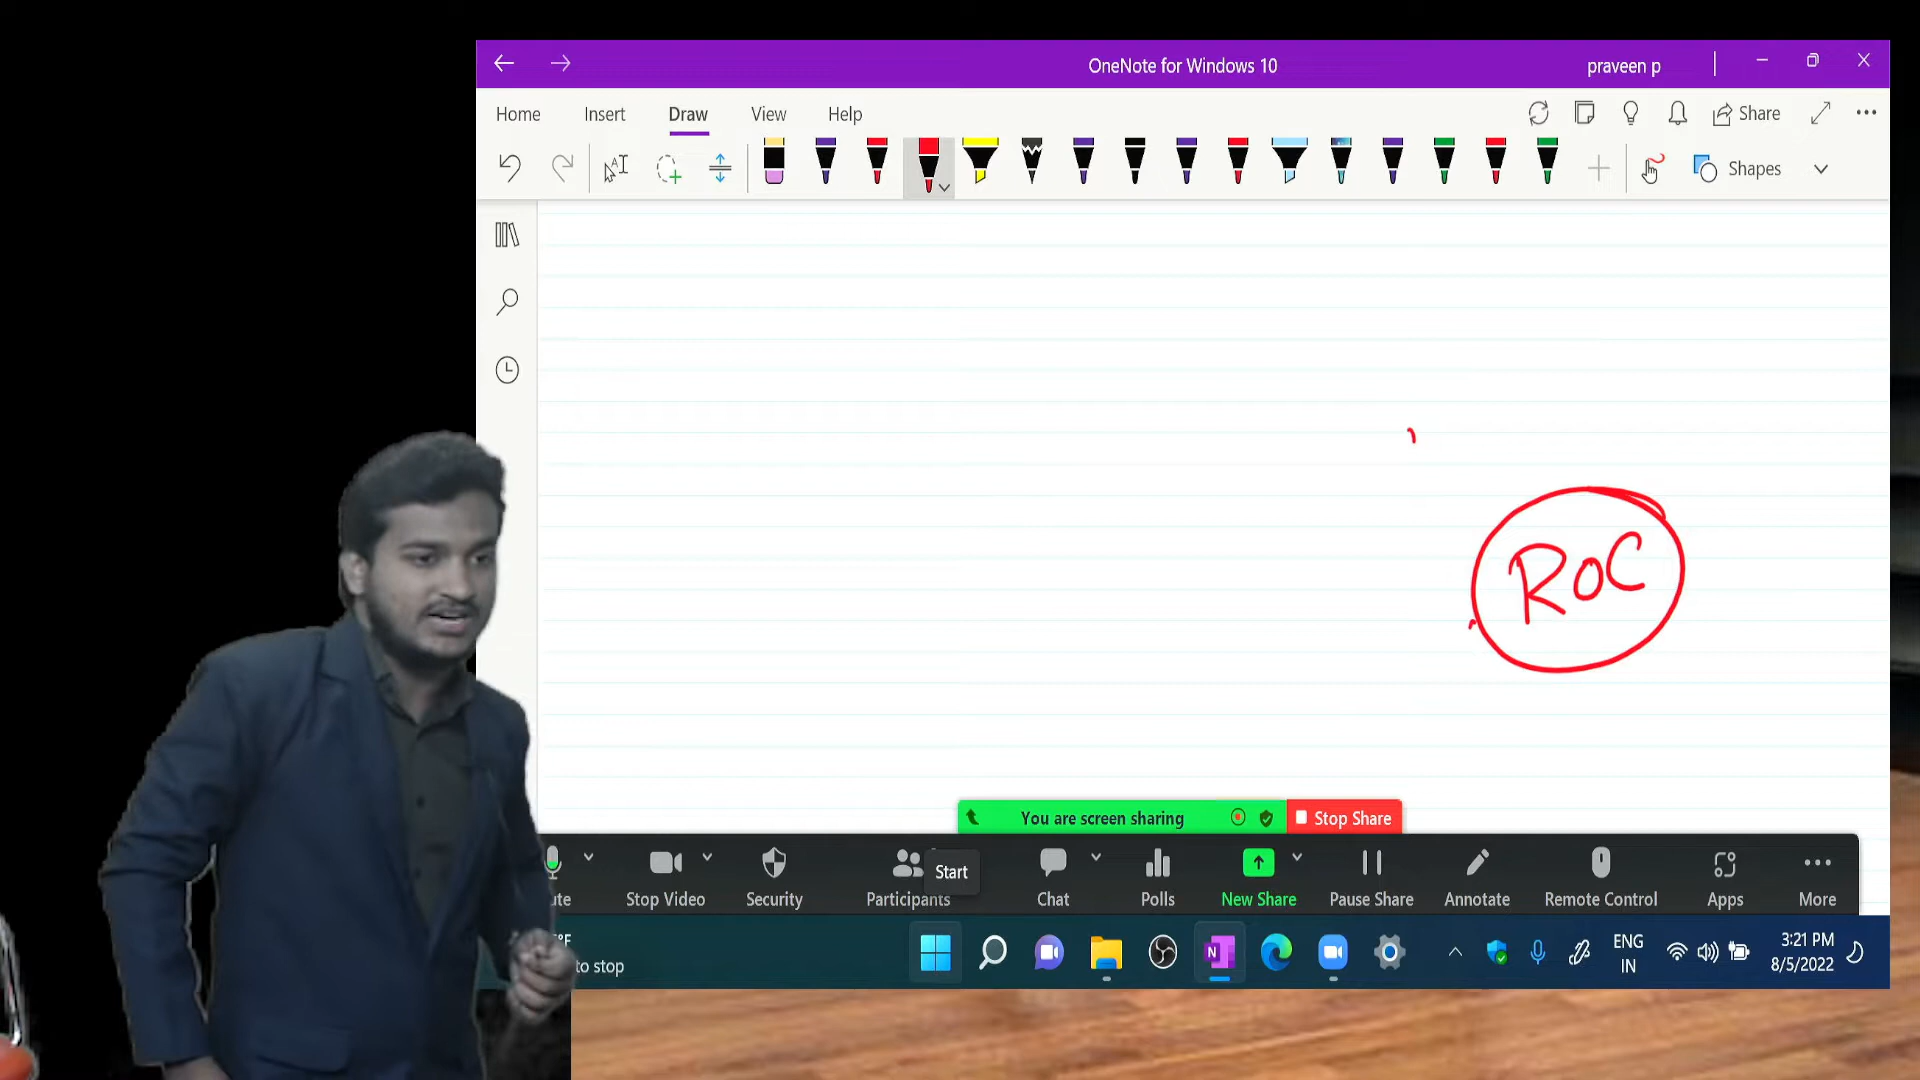 OneNote for Windows 10
praveen p
Home Insert Draw View Help
Share
Shapes
ROC
You are screen sharing
Stop Share
Start
Stop Video Security Participants Chat Polls New Share Pause Share Annotate Remote Control Apps More
°F
to stop
N
ENG
IN
3:21 PM
8/5/2022